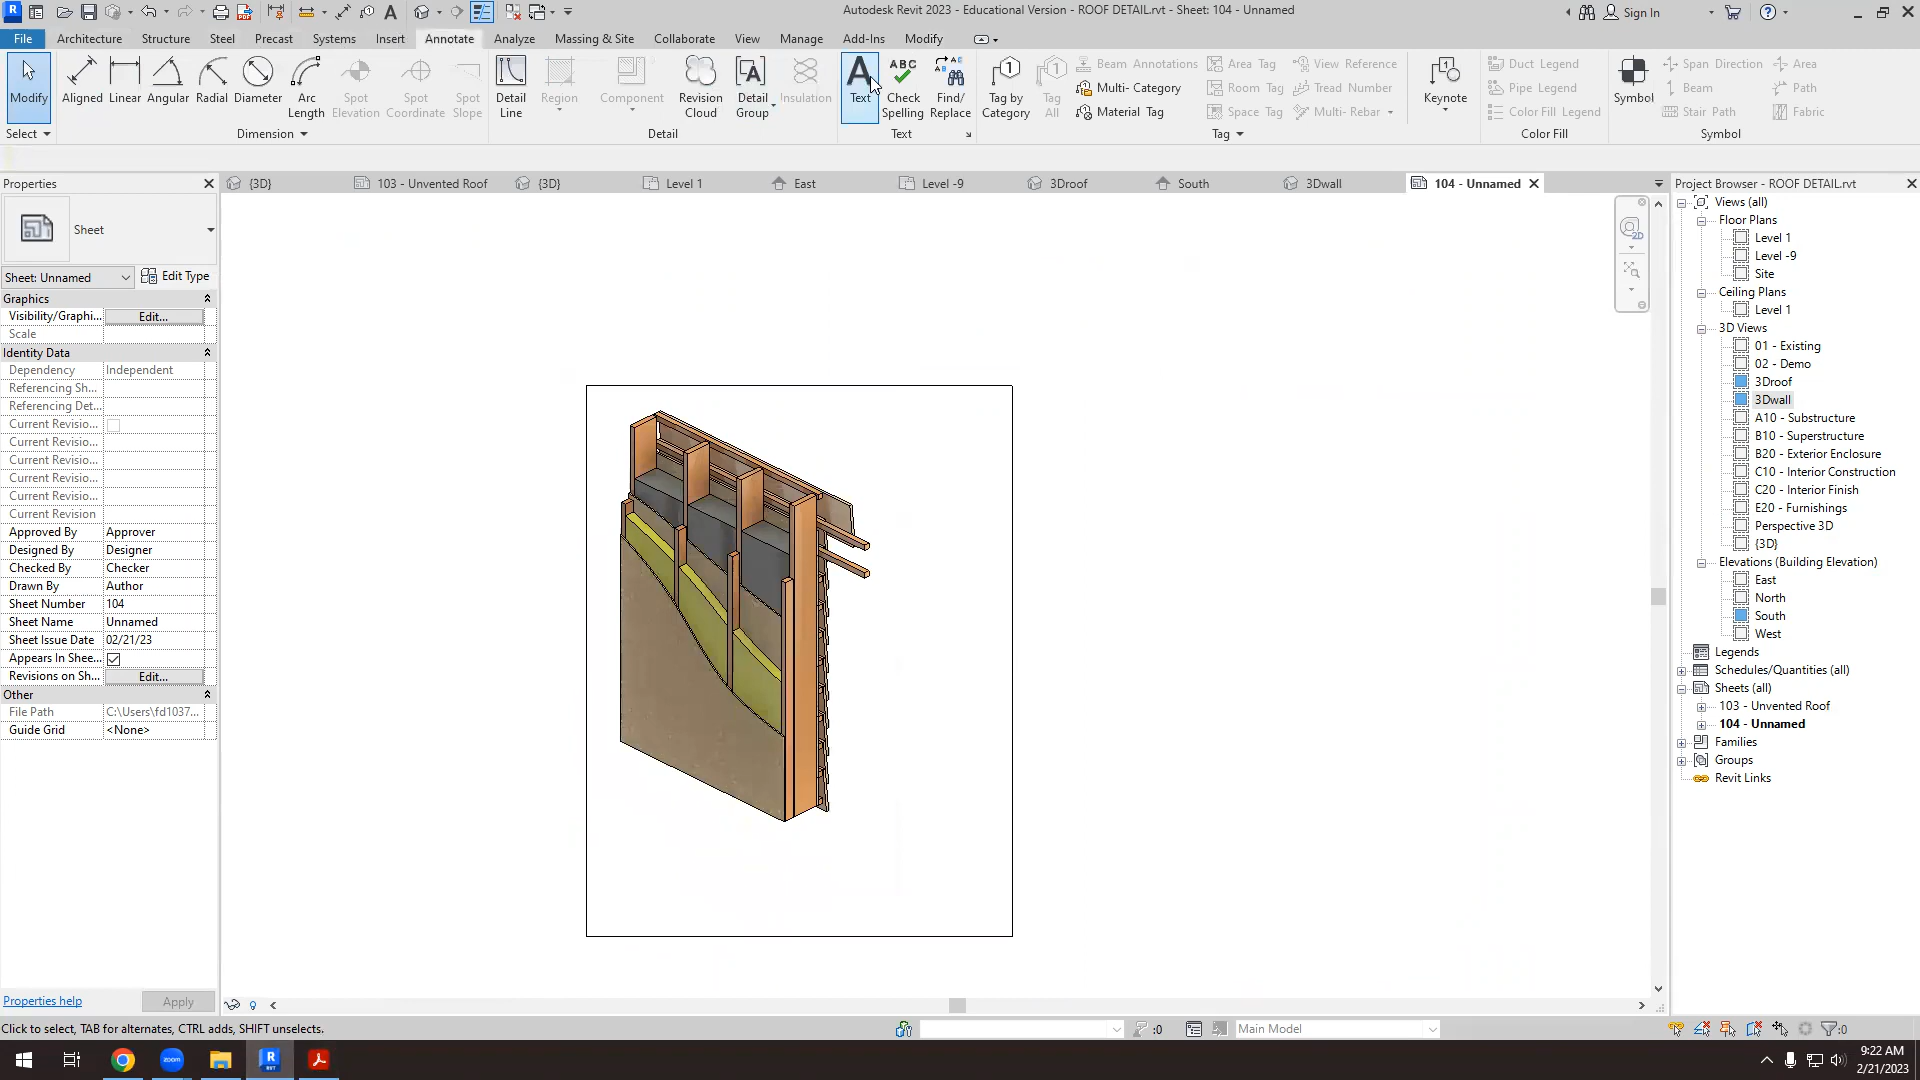 Autodesk Revit 2023 - Educational Version - ROOF DETAIL.rvt - Sheet: 104 - Unnamed
Sign In
File Architecture Structure Steel Precast Systems Insert Annotate Analyze Massing & Site Collaborate View Manage Add-Ins Modify
Modify Aligned Linear Angular Radial Diameter Arc Length Spot Elevation Spot Coordinate Spot Slope
Detail Line Region Component Revision Cloud Detail Group Insulation
Text Check Spelling Find/ Replace
Tag by Category Tag All
Beam Annotations Area Tag View Reference
Multi- Category Room Tag Tread Number
Material Tag Space Tag Multi- Rebar
Keynote
Duct Legend
Pipe Legend
Color Fill Legend
Symbol
Span Direction Area
Beam Path
Stair Path Fabric
Select Dimension Detail Text Tag Color Fill Symbol
Properties
{3D} 103 - Unvented Roof {3D} Level 1 East Level -9 3Droof South 3Dwall 104 - Unnamed
Sheet
Sheet: Unnamed Edit Type
Graphics
Visibility/Graphi... Edit...
Scale
Identity Data
Dependency Independent
Referencing Sh...
Referencing Det...
Current Revisio...
Current Revisio...
Current Revisio...
Current Revisio...
Current Revisio...
Current Revision
Approved By Approver
Designed By Designer
Checked By Checker
Drawn By Author
Sheet Number 104
Sheet Name Unnamed
Sheet Issue Date 02/21/23
Appears In Shee...
Revisions on Sh... Edit...
Other
File Path C:\Users\fd1037...
Guide Grid <None>
Properties help Apply
2D
Project Browser - ROOF DETAIL.rvt
Views (all)
Floor Plans
Level 1
Level -9
Site
Ceiling Plans
Level 1
3D Views
01 - Existing
02 - Demo
3Droof
3Dwall
A10 - Substructure
B10 - Superstructure
B20 - Exterior Enclosure
C10 - Interior Construction
C20 - Interior Finish
E20 - Furnishings
Perspective 3D
{3D}
Elevations (Building Elevation)
East
North
South
West
Legends
Schedules/Quantities (all)
Sheets (all)
103 - Unvented Roof
104 - Unnamed
Families
Groups
Revit Links
Click to select, TAB for alternates, CTRL adds, SHIFT unselects.
:0 Main Model :0
zoom
9:22 AM
2/21/2023